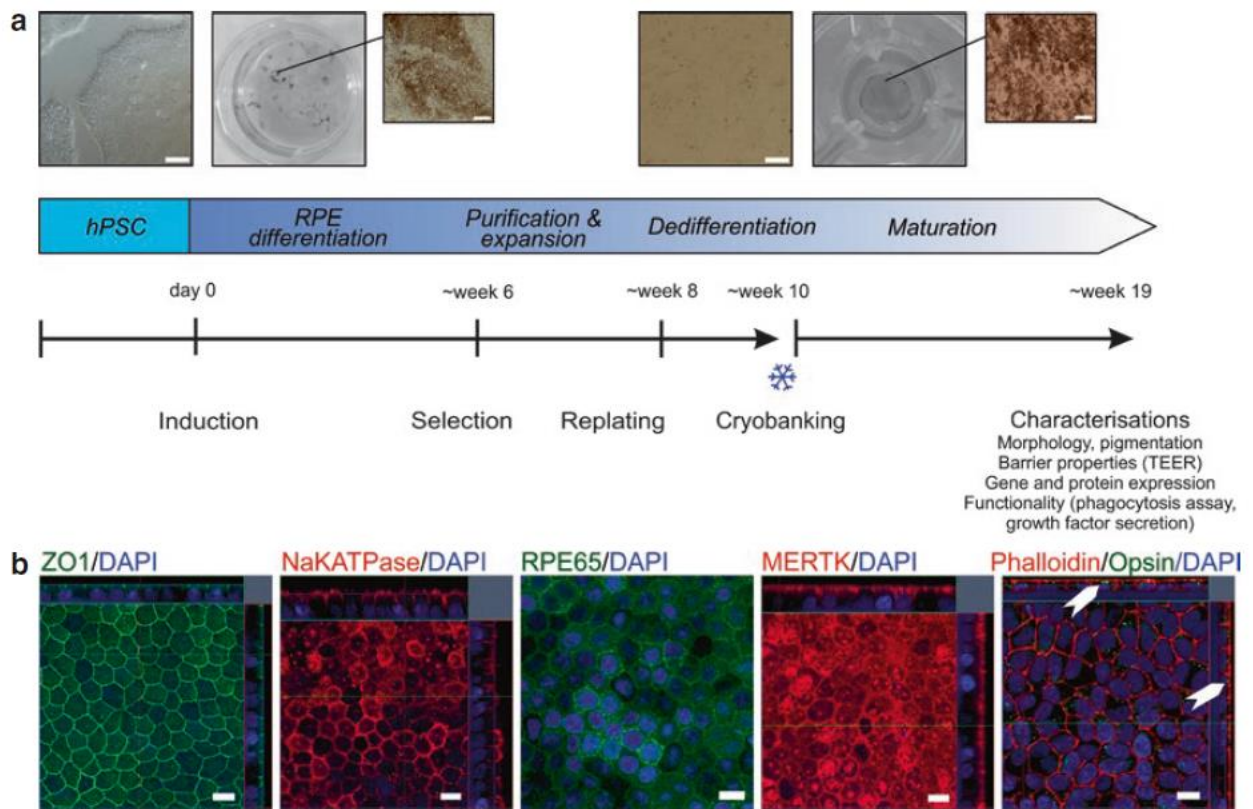 a
hPSC
RPE
differentiation
Purification &
expansion
Dedifferentiation
Maturation
day 0
~week 6
~week 8
~week 10
~week 19
Induction
Selection
Replating
Cryobanking
Characterisations
Morphology, pigmentation
Barrier properties (TEER)
Gene and protein expression
Functionality (phagocytosis assay,
growth factor secretion)
b
ZO1/DAPI
NaKATPase/DAPI
RPE65/DAPI
MERTK/DAPI
Phalloidin/Opsin/DAPI